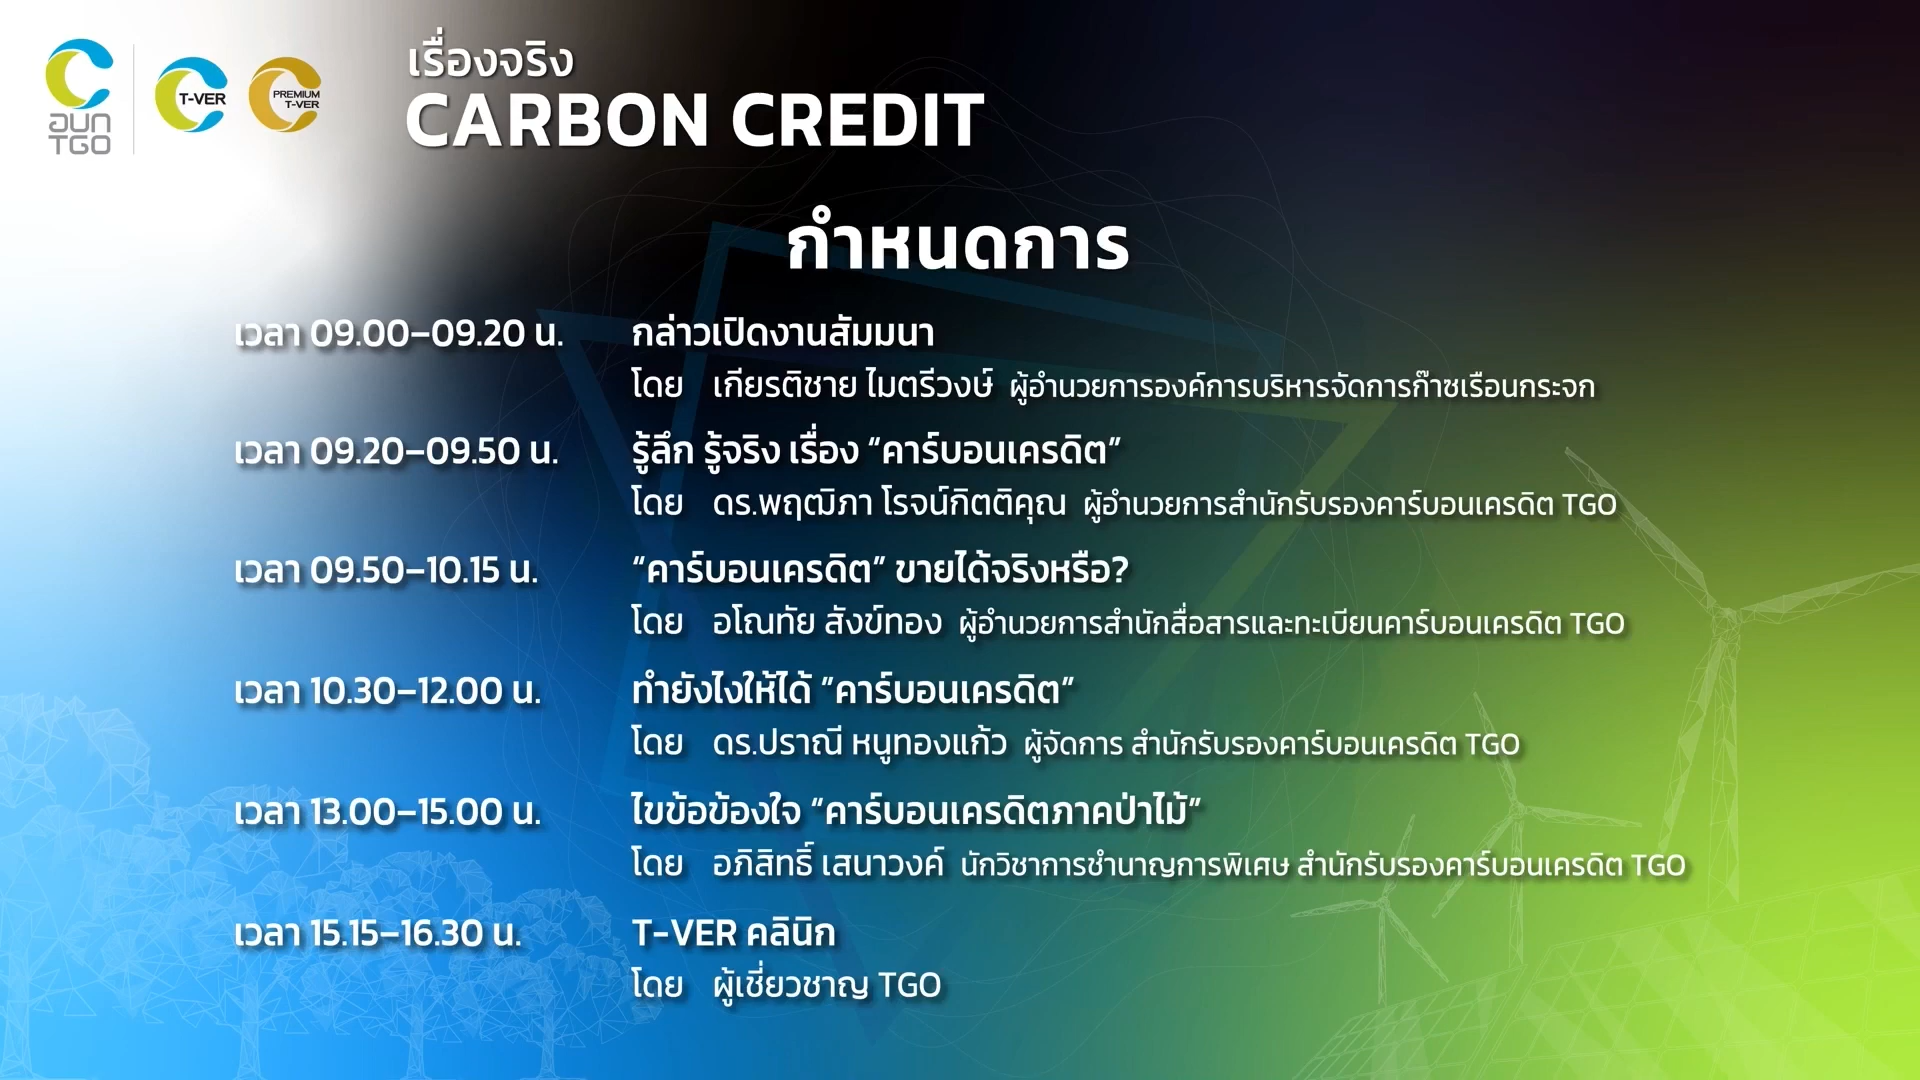 อบก
TGO
T-VER
PREMIUM
T-VER
เรื่องจริง
CARBON CREDIT
กำหนดการ
เวลา 09.00–09.20 น. กล่าวเปิดงานสัมมนา
โดย เกียรติชาย ไมตรีวงษ์ ผู้อำนวยการองค์การบริหารจัดการก๊าซเรือนกระจก
เวลา 09.20–09.50 น. รู้ลึก รู้จริง เรื่อง “คาร์บอนเครดิต”
โดย ดร.พฤฒิภา โรจน์กิตติคุณ ผู้อำนวยการสำนักรับรองคาร์บอนเครดิต TGO
เวลา 09.50–10.15 น. “คาร์บอนเครดิต” ขายได้จริงหรือ?
โดย อโณทัย สังข์ทอง ผู้อำนวยการสำนักสื่อสารและทะเบียนคาร์บอนเครดิต TGO
เวลา 10.30–12.00 น. ทำยังไงให้ได้ ”คาร์บอนเครดิต”
โดย ดร.ปราณี หนูทองแก้ว ผู้จัดการ สำนักรับรองคาร์บอนเครดิต TGO
เวลา 13.00–15.00 น. ไขข้อข้องใจ “คาร์บอนเครดิตภาคป่าไม้”
โดย อภิสิทธิ์ เสนาวงค์ นักวิชาการชำนาญการพิเศษ สำนักรับรองคาร์บอนเครดิต TGO
เวลา 15.15–16.30 น. T-VER คลินิก
โดย ผู้เชี่ยวชาญ TGO